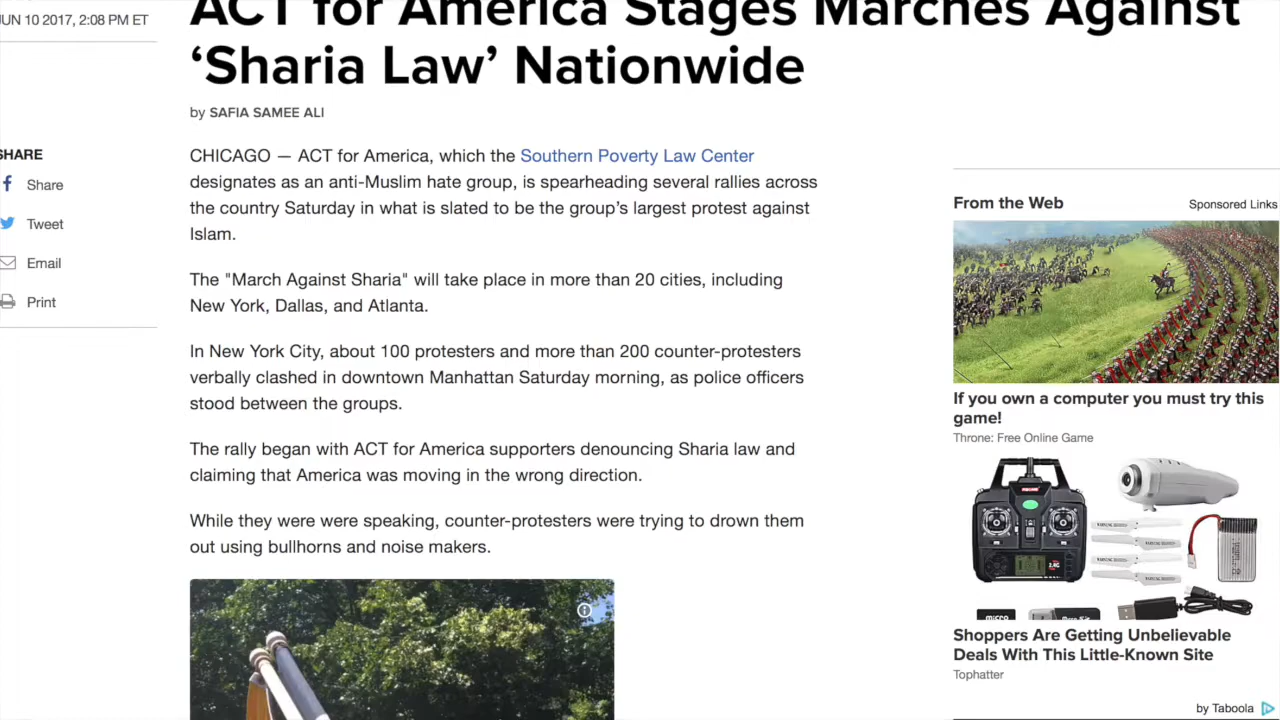 JUN 10 2017, 2:08 PM ET
ACT for America Stages Marches Against
‘Sharia Law’ Nationwide
by SAFIA SAMEE ALI
SHARE
Share
Tweet
Email
Print
CHICAGO — ACT for America, which the Southern Poverty Law Center
designates as an anti-Muslim hate group, is spearheading several rallies across
the country Saturday in what is slated to be the group’s largest protest against
Islam.
The "March Against Sharia" will take place in more than 20 cities, including
New York, Dallas, and Atlanta.
In New York City, about 100 protesters and more than 200 counter-protesters
verbally clashed in downtown Manhattan Saturday morning, as police officers
stood between the groups.
The rally began with ACT for America supporters denouncing Sharia law and
claiming that America was moving in the wrong direction.
While they were were speaking, counter-protesters were trying to drown them
out using bullhorns and noise makers.
From the Web
Sponsored Links
If you own a computer you must try this
game!
Throne: Free Online Game
Shoppers Are Getting Unbelievable
Deals With This Little-Known Site
Tophatter
by Taboola